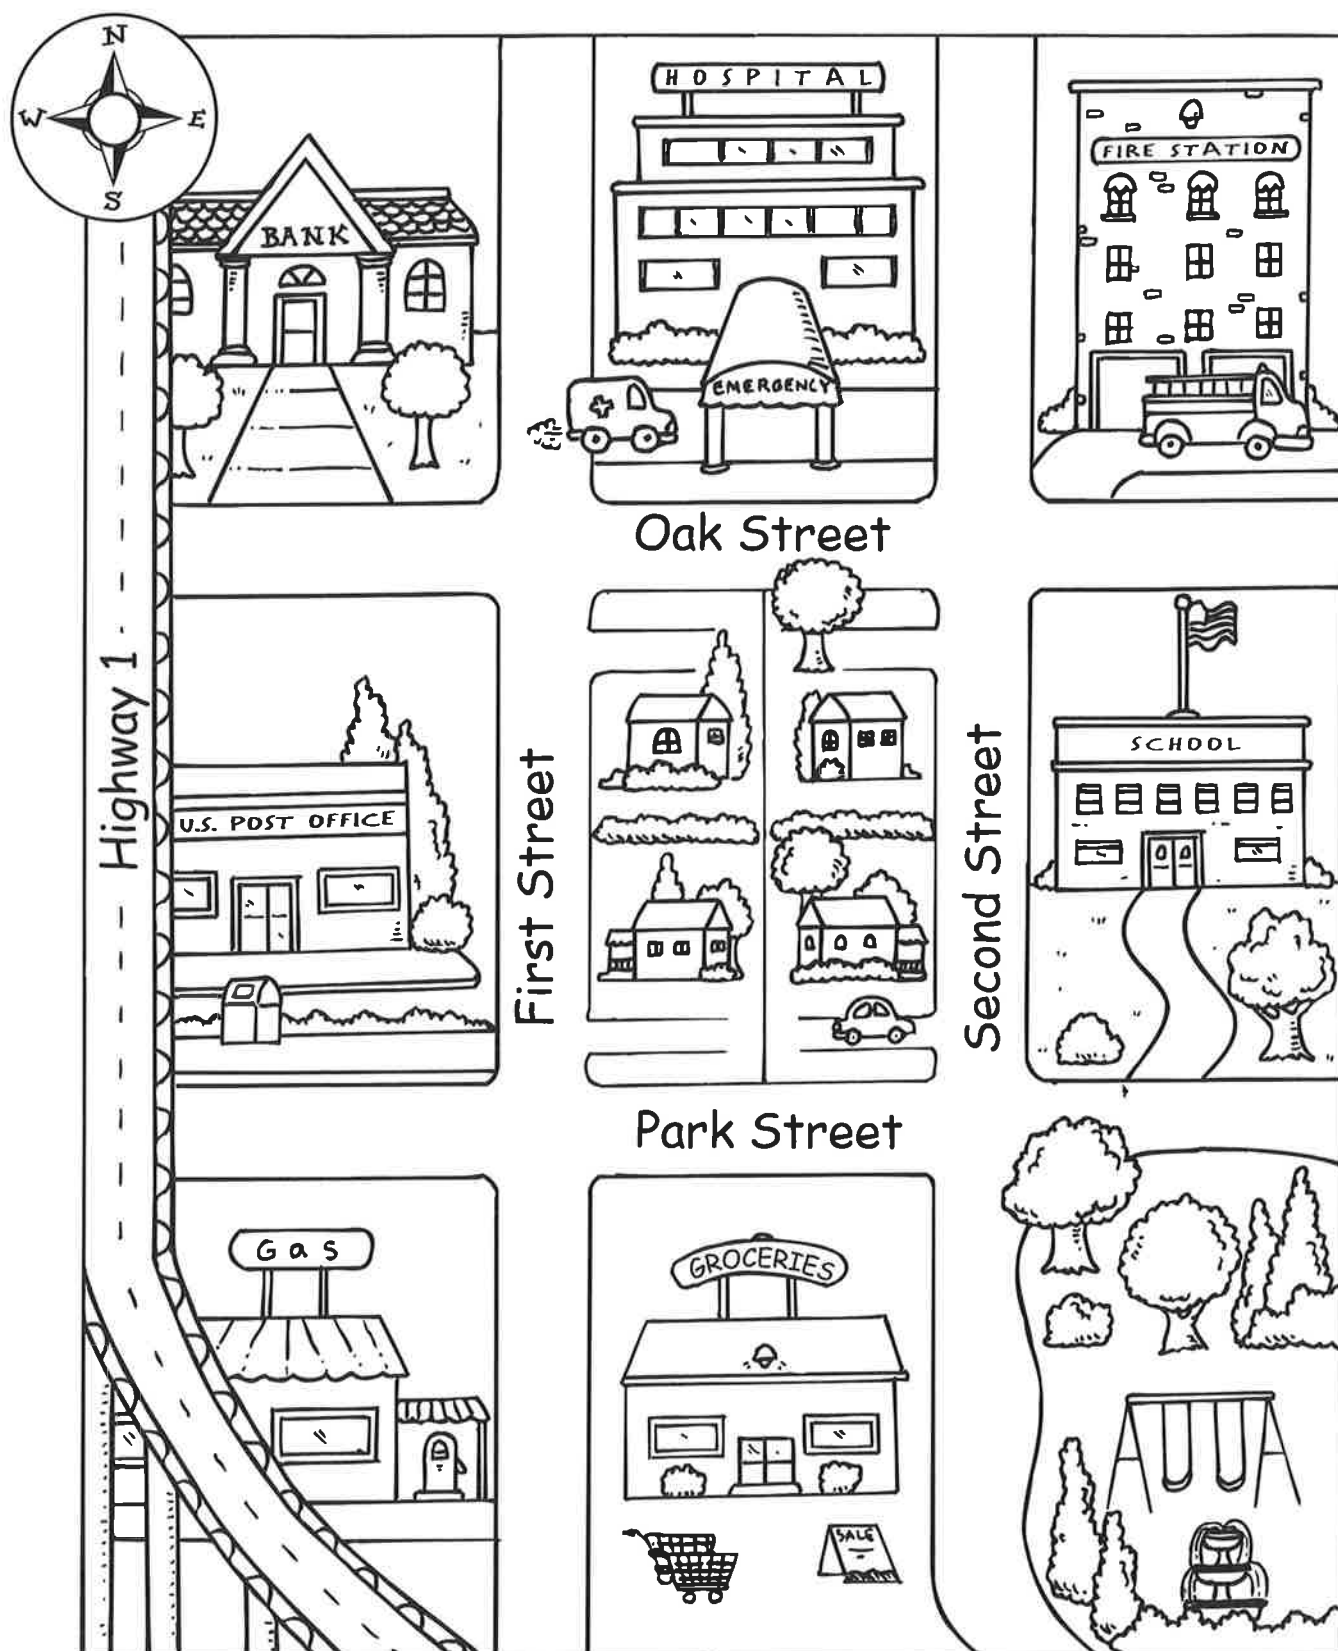 N
W E
S
BANK
HOSPITAL
EMERGENCY
FIRE STATION
Oak Street
Highway 1
U.S. POST OFFICE
First Street
Second Street
SCHOOL
Park Street
Gas
GROCERIES
SALE